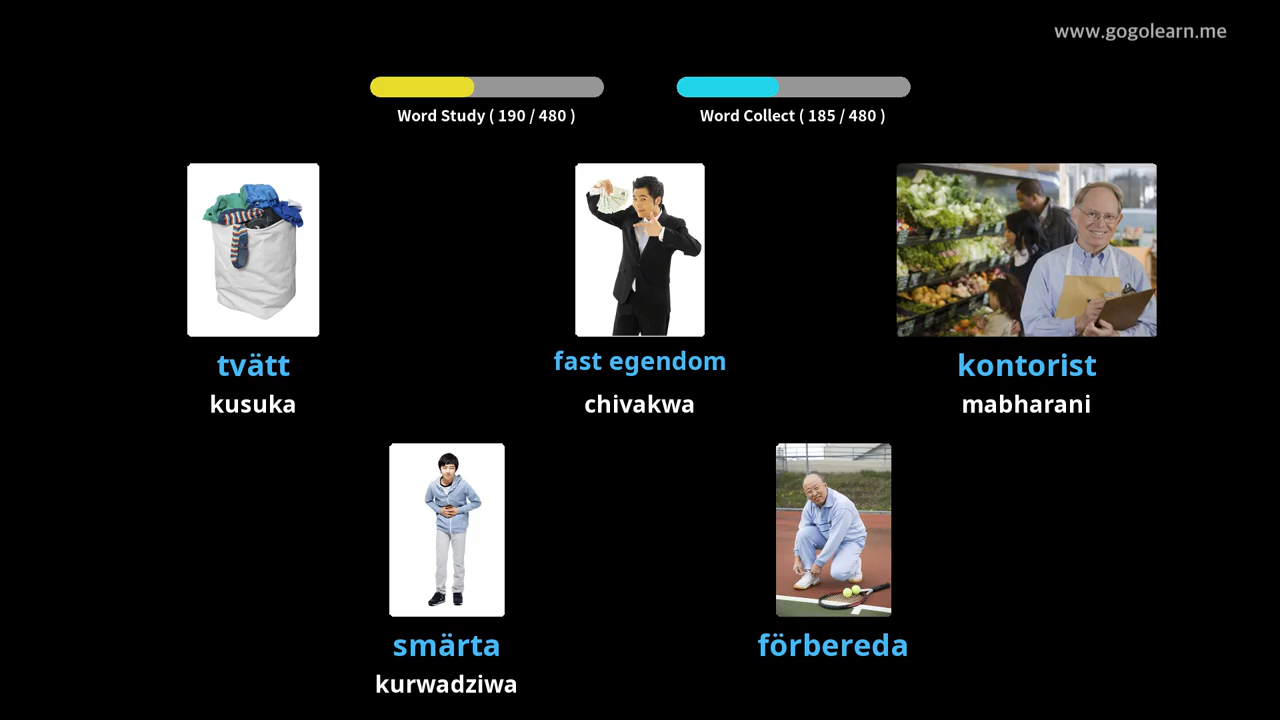 www.gogolearn.me
Word Study ( 190 / 480 )
Word Collect ( 185 / 480 )
tvätt
kusuka
fast egendom
chivakwa
kontorist
mabharani
smärta
kurwadziwa
förbereda